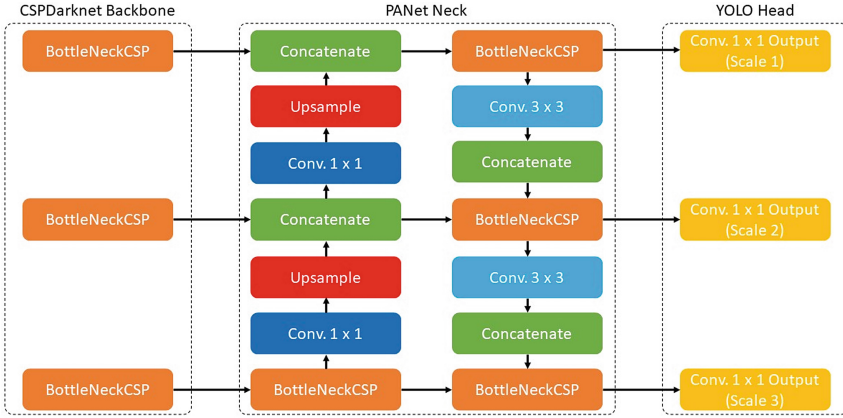 CSPDarknet Backbone
PANet Neck
YOLO Head
BottleNeckCSP
Concatenate
BottleNeckCSP
Conv. 1 x 1 Output
(Scale 1)
Upsample
Conv. 3 x 3
Conv. 1 x 1
Concatenate
BottleNeckCSP
Concatenate
BottleNeckCSP
Conv. 1 x 1 Output
(Scale 2)
Upsample
Conv. 3 x 3
Conv. 1 x 1
Concatenate
BottleNeckCSP
BottleNeckCSP
BottleNeckCSP
Conv. 1 x 1 Output
(Scale 3)